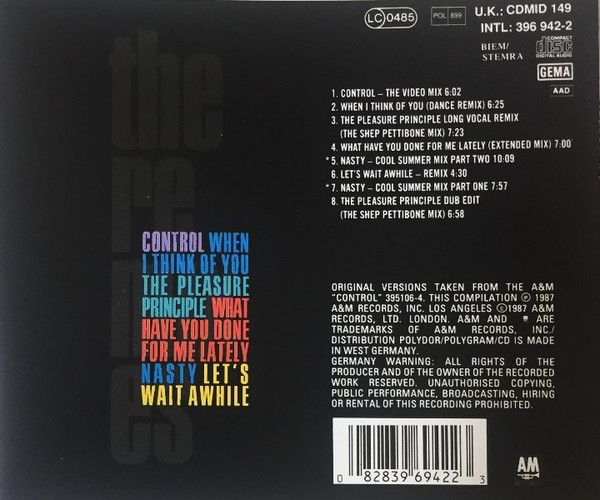 LC 0485
POL 899
U.K.: CDMID 149
INTL: 396 942-2
BIEM/
STEMRA
COMPACT
disc
DIGITAL AUDIO
GEMA
AAD
1. CONTROL – THE VIDEO MIX 6:02
2. WHEN I THINK OF YOU (DANCE REMIX) 6:25
3. THE PLEASURE PRINCIPLE LONG VOCAL REMIX
(THE SHEP PETTIBONE MIX) 7:23
4. WHAT HAVE YOU DONE FOR ME LATELY (EXTENDED MIX) 7:00
*5. NASTY – COOL SUMMER MIX PART TWO 10:09
6. LET'S WAIT AWHILE – REMIX 4:30
*7. NASTY – COOL SUMMER MIX PART ONE 7:57
8. THE PLEASURE PRINCIPLE DUB EDIT
(THE SHEP PETTIBONE MIX) 6:58
the
re
m
i
x
es
CONTROL WHEN
I THINK OF YOU
THE PLEASURE
PRINCIPLE WHAT
HAVE YOU DONE
FOR ME LATELY
NASTY LET'S
WAIT AWHILE
ORIGINAL VERSIONS TAKEN FROM THE A&M
"CONTROL" 395106-4. THIS COMPILATION ℗ 1987
A&M RECORDS, INC. LOS ANGELES ©1987 A&M
RECORDS, LTD. LONDON. A&M AND ARE
TRADEMARKS OF A&M RECORDS, INC./
DISTRIBUTION POLYDOR/POLYGRAM/CD IS MADE
IN WEST GERMANY.
GERMANY WARNING: ALL RIGHTS OF THE
PRODUCER AND OF THE OWNER OF THE RECORDED
WORK RESERVED. UNAUTHORISED COPYING,
PUBLIC PERFORMANCE, BROADCASTING, HIRING
OR RENTAL OF THIS RECORDING PROHIBITED.
0 82839 69422 3
AM